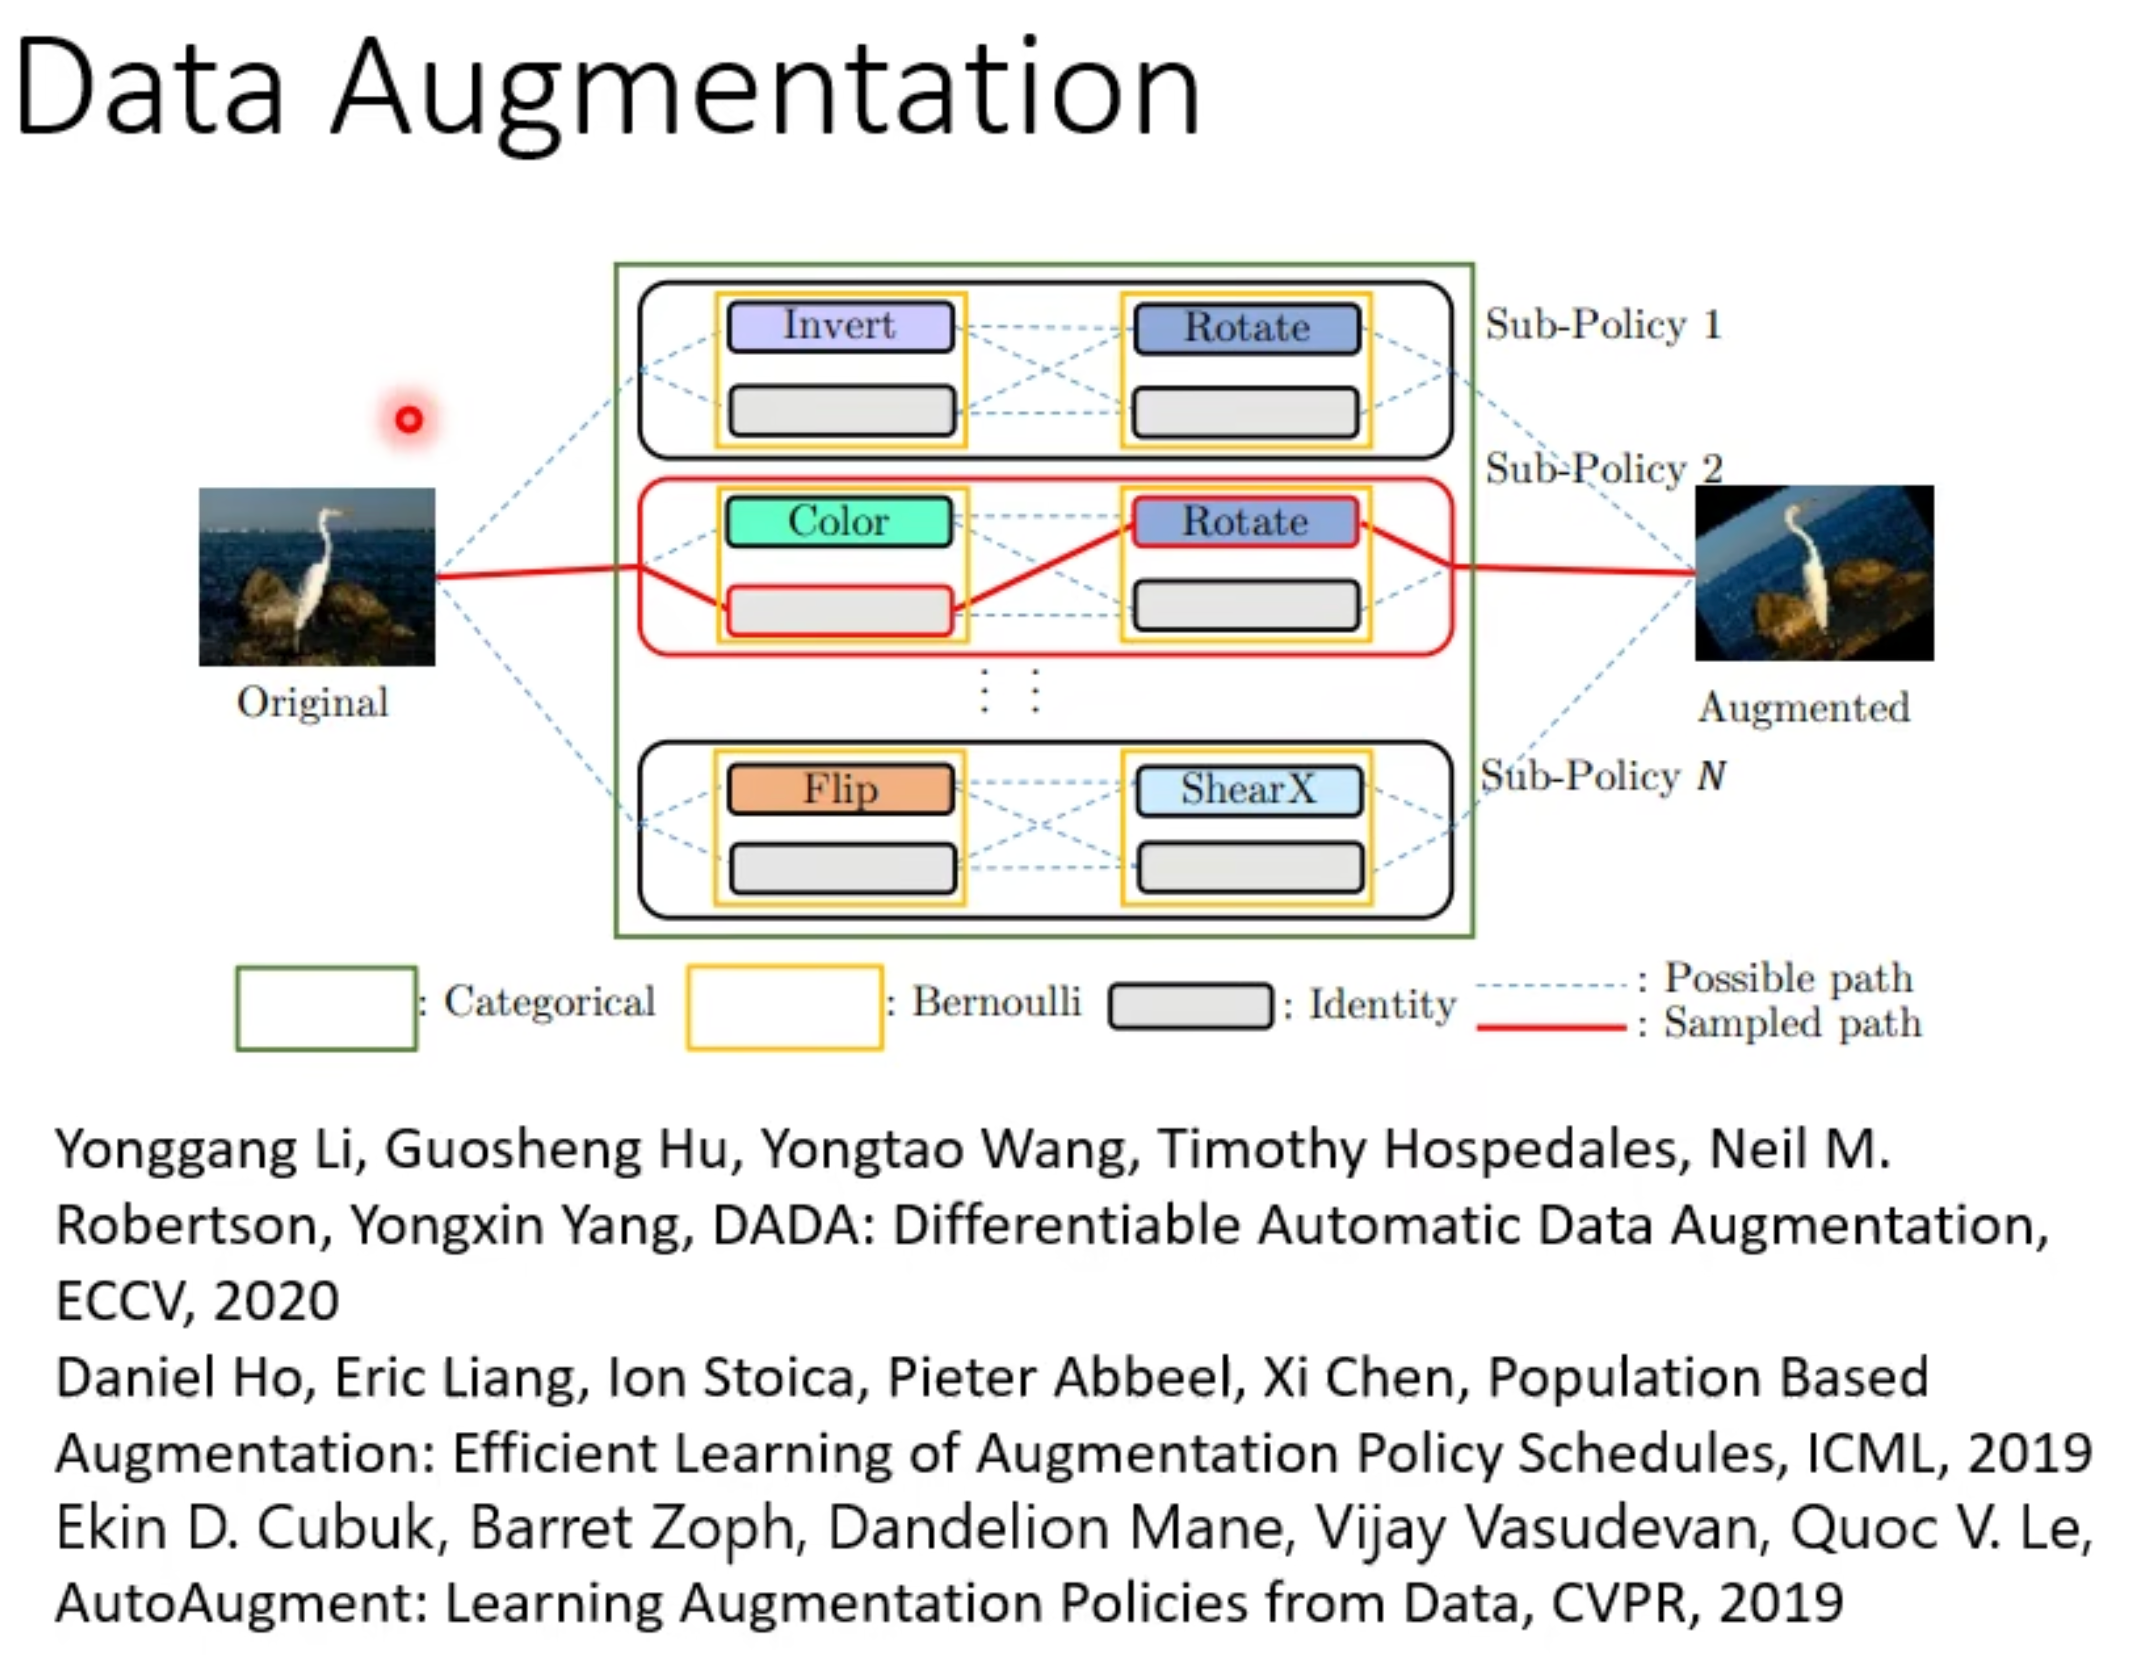 Data Augmentation
Invert
Rotate
Sub-Policy 1
Sub-Policy 2
Color
Rotate
Original
Augmented
Flip
ShearX
Sub-Policy N
: Categorical
: Bernoulli
: Identity
: Possible path
: Sampled path
Yonggang Li, Guosheng Hu, Yongtao Wang, Timothy Hospedales, Neil M.
Robertson, Yongxin Yang, DADA: Differentiable Automatic Data Augmentation,
ECCV, 2020
Daniel Ho, Eric Liang, Ion Stoica, Pieter Abbeel, Xi Chen, Population Based
Augmentation: Efficient Learning of Augmentation Policy Schedules, ICML, 2019
Ekin D. Cubuk, Barret Zoph, Dandelion Mane, Vijay Vasudevan, Quoc V. Le,
AutoAugment: Learning Augmentation Policies from Data, CVPR, 2019